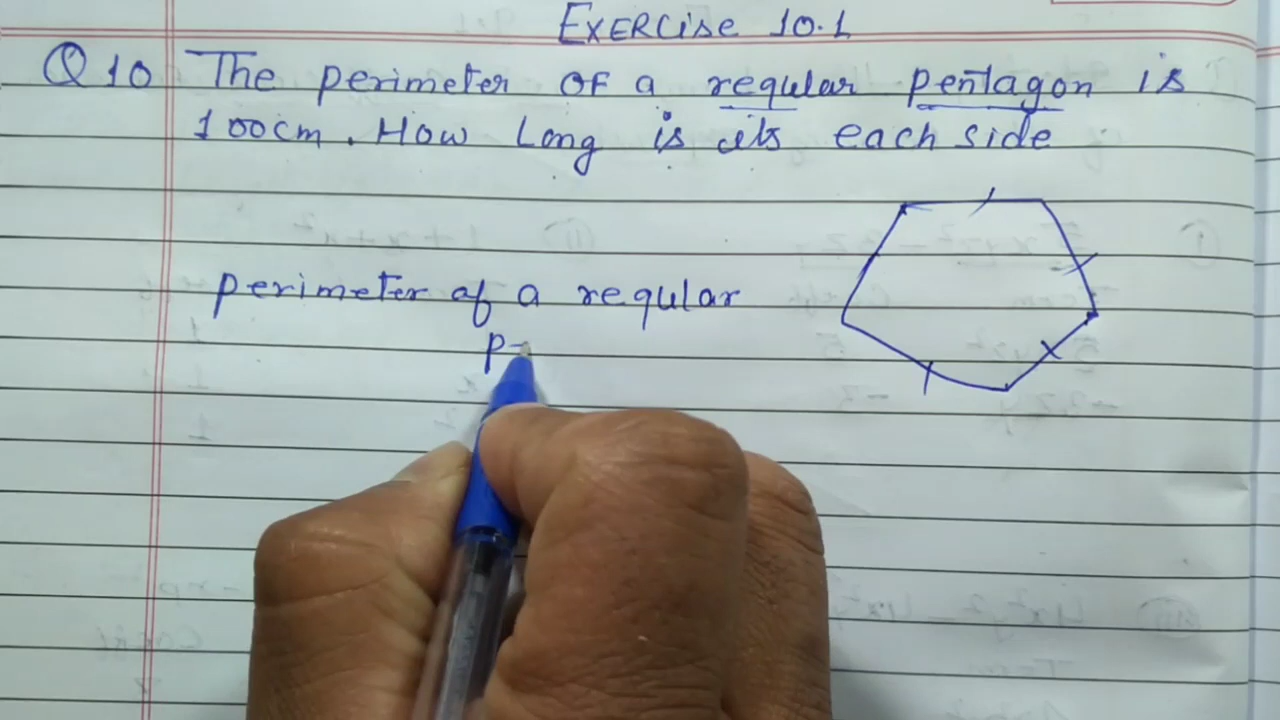 EXERCISE 10.1
Q 10 The perimeter OF a regular pentagon is
100cm. How Long is its each side
perimeter of a regular
p